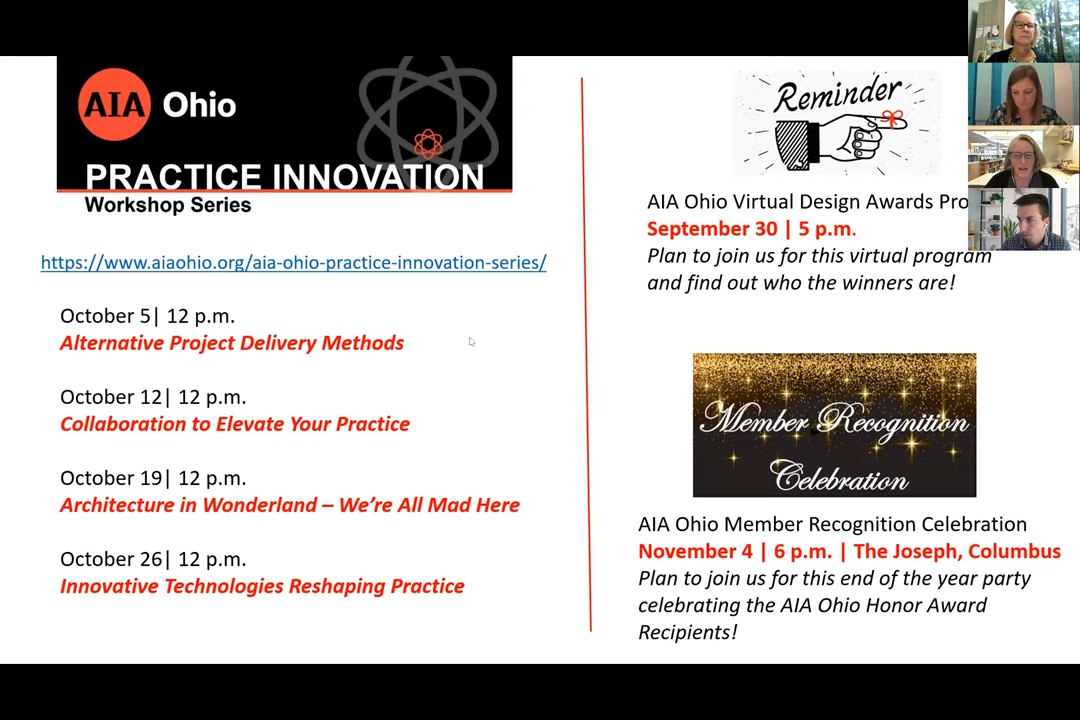 AIA Ohio
PRACTICE INNOVATION
Workshop Series
https://www.aiaohio.org/aia-ohio-practice-innovation-series/
October 5| 12 p.m.
Alternative Project Delivery Methods
October 12| 12 p.m.
Collaboration to Elevate Your Practice
October 19| 12 p.m.
Architecture in Wonderland – We're All Mad Here
October 26| 12 p.m.
Innovative Technologies Reshaping Practice
Reminder
AIA Ohio Virtual Design Awards Pro
September 30 | 5 p.m.
Plan to join us for this virtual program
and find out who the winners are!
Member Recognition
Celebration
AIA Ohio Member Recognition Celebration
November 4 | 6 p.m. | The Joseph, Columbus
Plan to join us for this end of the year party
celebrating the AIA Ohio Honor Award
Recipients!